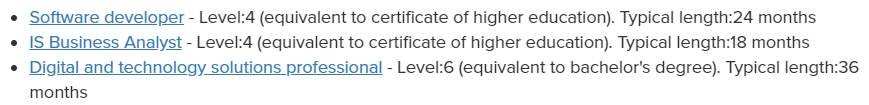 Software developer - Level:4 (equivalent to certificate of higher education). Typical length:24 months
IS Business Analyst - Level:4 (equivalent to certificate of higher education). Typical length:18 months
Digital and technology solutions professional - Level:6 (equivalent to bachelor's degree). Typical length:36
months